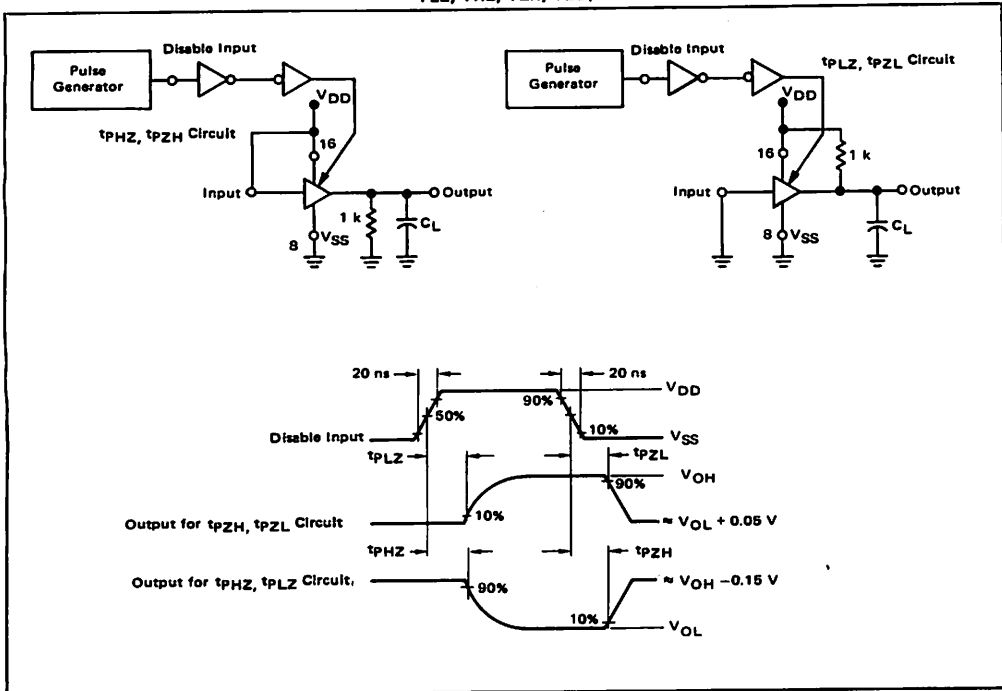 Disable Input
Pulse
Generator
VDD
tPHZ, tPZH Circuit
16
Input
Output
1 k
CL
8
VSS
Disable Input
Pulse
Generator
tPLZ, tPZL Circuit
VDD
16
1 k
Input
Output
8
VSS
CL
20 ns
20 ns
VDD
50%
90%
10%
Disable Input
VSS
tPLZ
tPZL
VOH
90%
10%
Output for tPZH, tPZL Circuit
≈ VOL + 0.05 V
tPHZ
tPZH
Output for tPHZ, tPLZ Circuit
≈ VOH −0.15 V
90%
10%
VOL